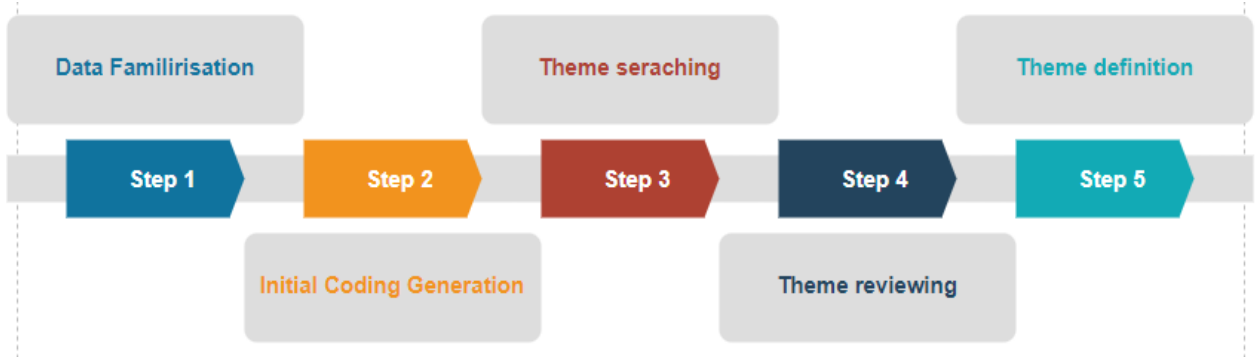 Data Familirisation
Theme seraching
Theme definition
Step 1
Step 2
Step 3
Step 4
Step 5
Initial Coding Generation
Theme reviewing